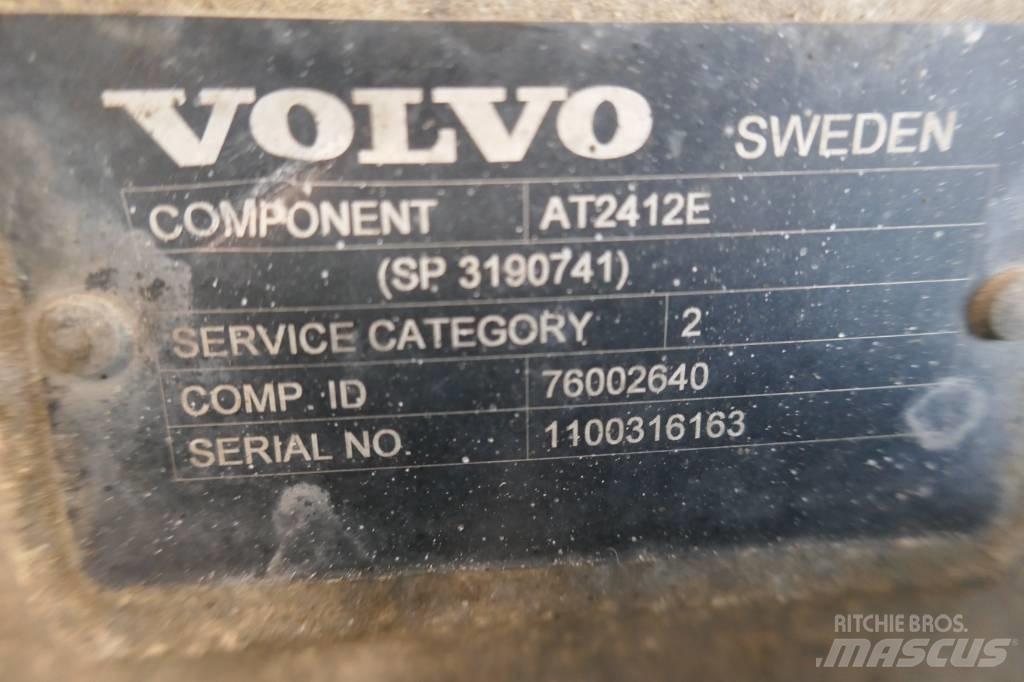 VOLVO SWEDEN
COMPONENT AT2412E
(SP. 3190741)
SERVICE CATEGORY 2
COMP. ID 76002640
SERIAL NO. 1100316163
RITCHIE BROS.
MASCUS